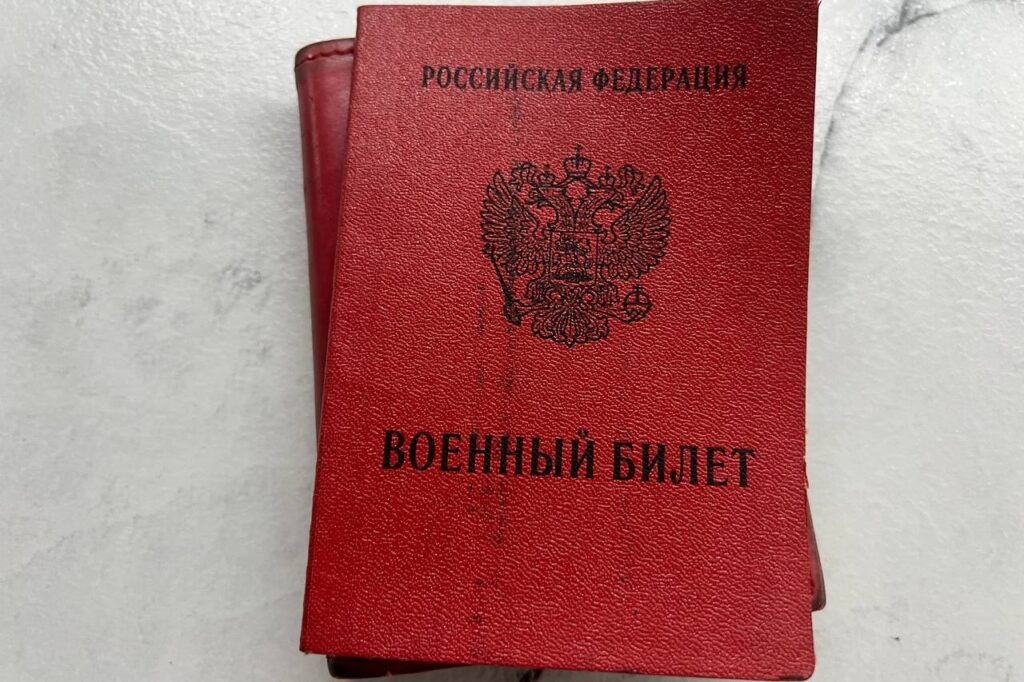 РОССИЙСКАЯ ФЕДЕРАЦИЯ
ВОЕННЫЙ БИЛЕТ